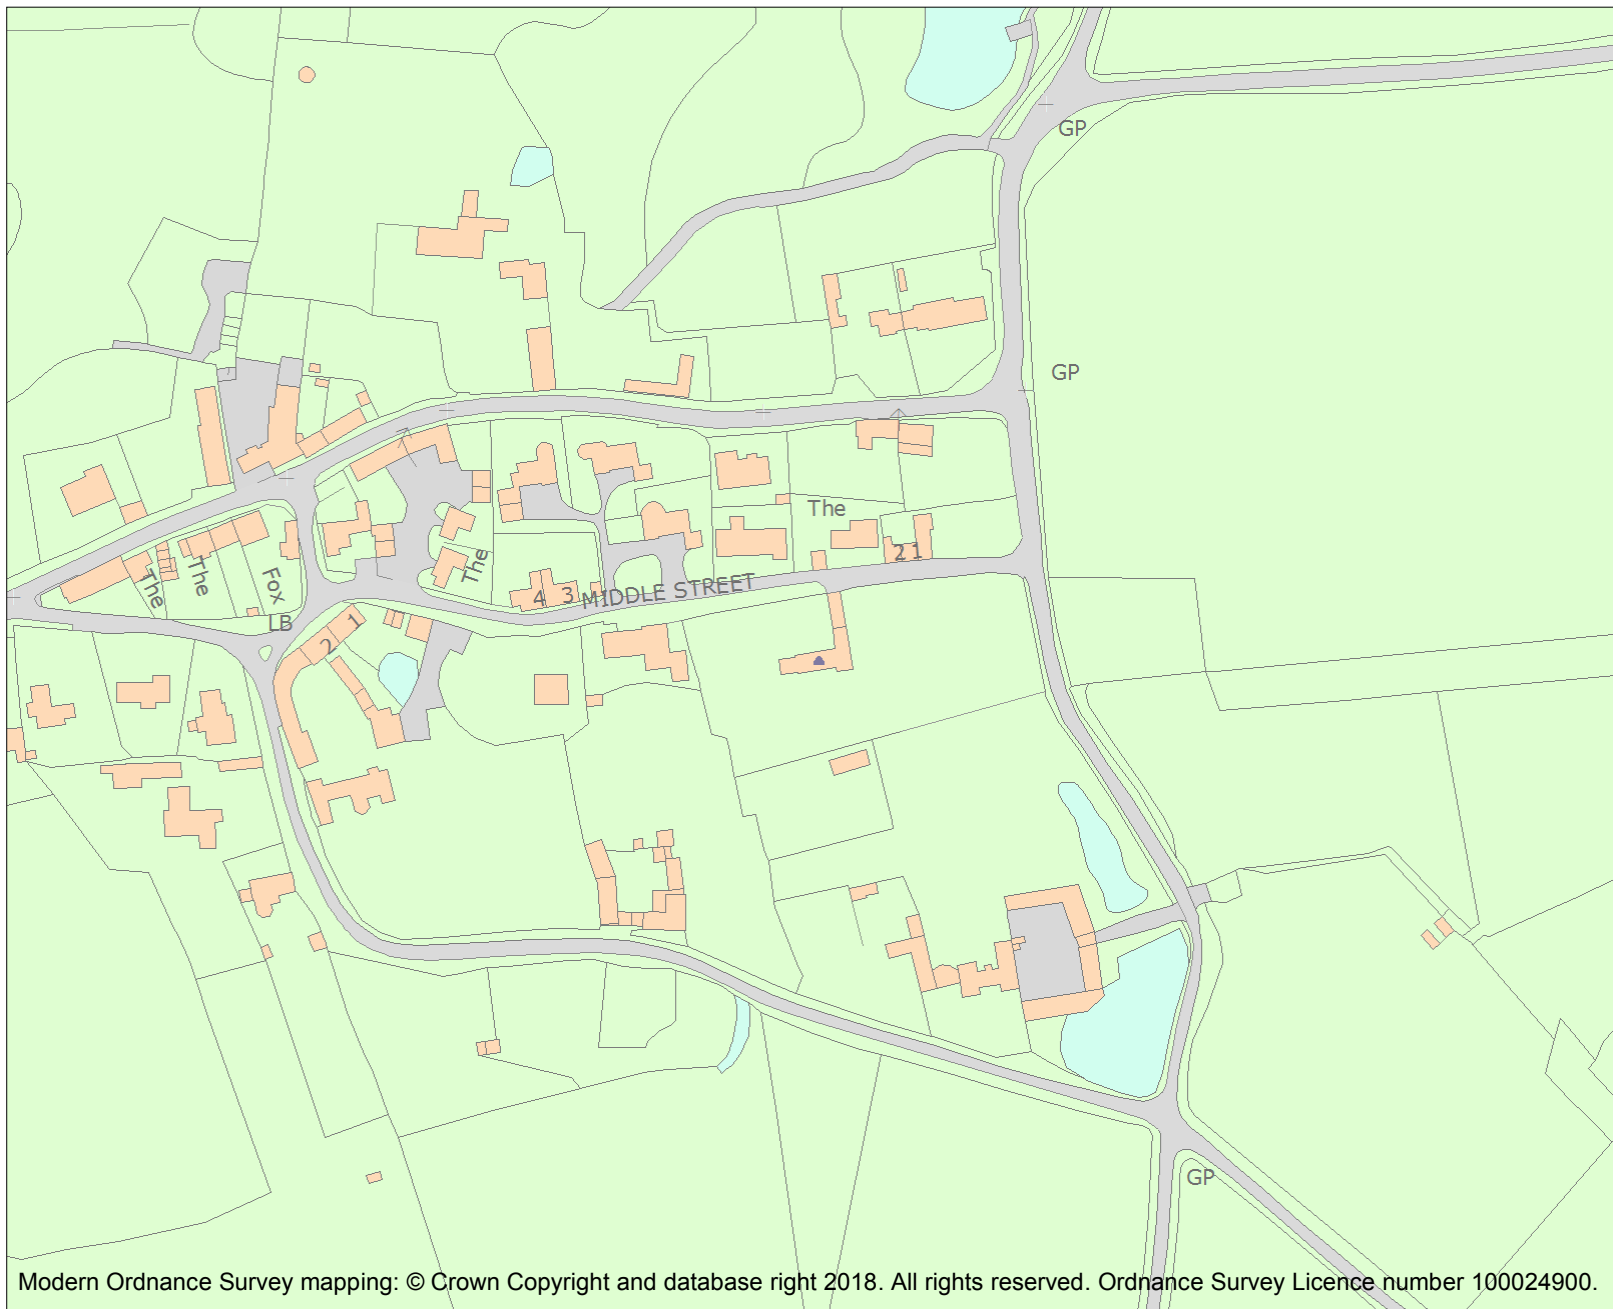 GP
GP
The
2 1
The
The
The
Fox
MIDDLE STREET
4 3
LB
1
2
GP
Modern Ordnance Survey mapping: © Crown Copyright and database right 2018. All rights reserved. Ordnance Survey Licence number 100024900.